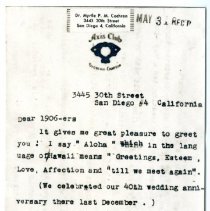 Dr. Myrtle P. M. Cochran
3445 30th Street
San Diego 4, California
MAY 3 REC'D
3445 30th Street
San Diego #4 California
Dear 1906-ers
It gives me great pleasure to greet
you ! I say "Aloha" which in the lang
uage of Hawaii means "Greetings, Esteem,
Love, Affection and "till we meet again".
(We celebrated our 40th wedding anni-
versary there last December . )